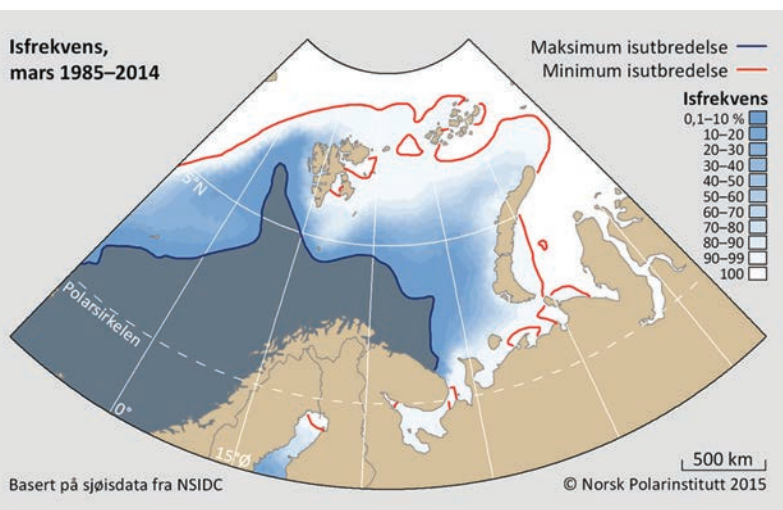 Isfrekvens,
mars 1985–2014
Maksimum isutbredelse
Minimum isutbredelse
Isfrekvens
0,1–10 %
10–20
20–30
30–40
40–50
50–60
60–70
70–80
80–90
90–99
100
5°N
Polarsirkelen
0°
15°Ø
500 km
Basert på sjøisdata fra NSIDC
© Norsk Polarinstitutt 2015